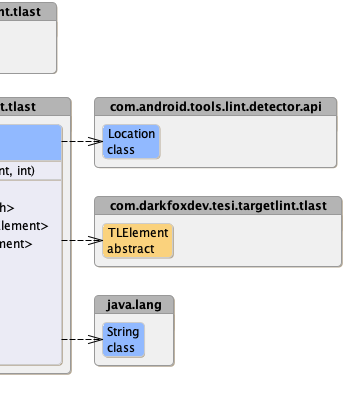 nt.tlast
t.tlast
nt, int)
h>
lement>
ment>
com.android.tools.lint.detector.api
Location
class
com.darkfoxdev.tesi.targetlint.tlast
TLElement
abstract
java.lang
String
class